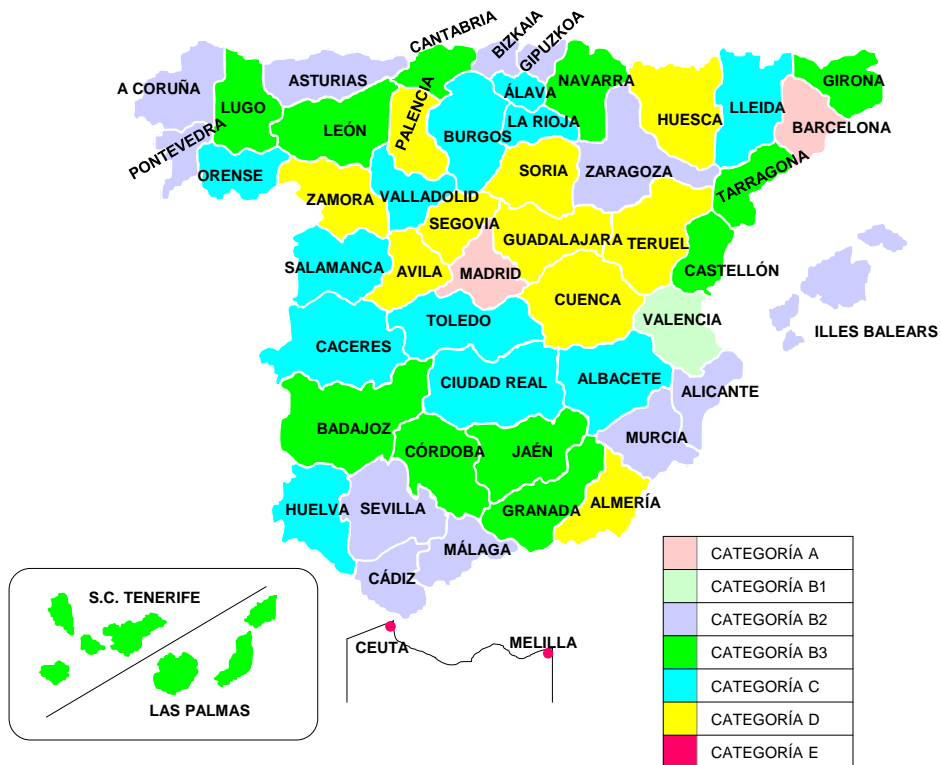 CANTABRIA
BIZKAIA
GIPUZKOA
A CORUÑA
LUGO
ASTURIAS
PALENCIA
ÁLAVA
NAVARRA
GIRONA
LEÓN
BURGOS
LA RIOJA
HUESCA
LLEIDA
BARCELONA
PONTEVEDRA
ORENSE
ZAMORA
VALLADOLID
SORIA
ZARAGOZA
TARRAGONA
SEGOVIA
GUADALAJARA
TERUEL
SALAMANCA
AVILA
MADRID
CASTELLÓN
CUENCA
TOLEDO
VALENCIA
ILLES BALEARS
CACERES
CIUDAD REAL
ALBACETE
ALICANTE
BADAJOZ
CÓRDOBA
JAÉN
MURCIA
HUELVA
SEVILLA
GRANADA
ALMERÍA
MÁLAGA
CÁDIZ
S.C. TENERIFE
LAS PALMAS
CEUTA
MELILLA
CATEGORÍA A
CATEGORÍA B1
CATEGORÍA B2
CATEGORÍA B3
CATEGORÍA C
CATEGORÍA D
CATEGORÍA E